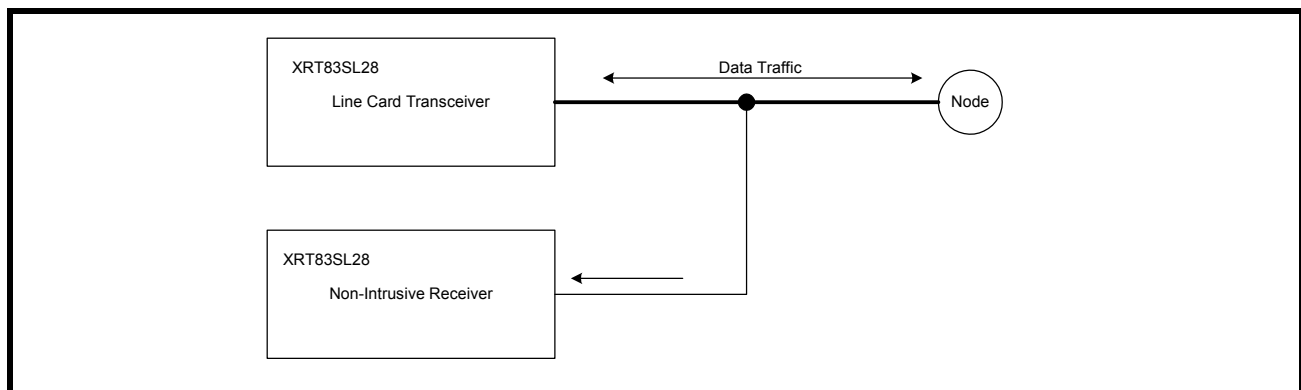 XRT83SL28
Line Card Transceiver
Data Traffic
Node
XRT83SL28
Non-Intrusive Receiver